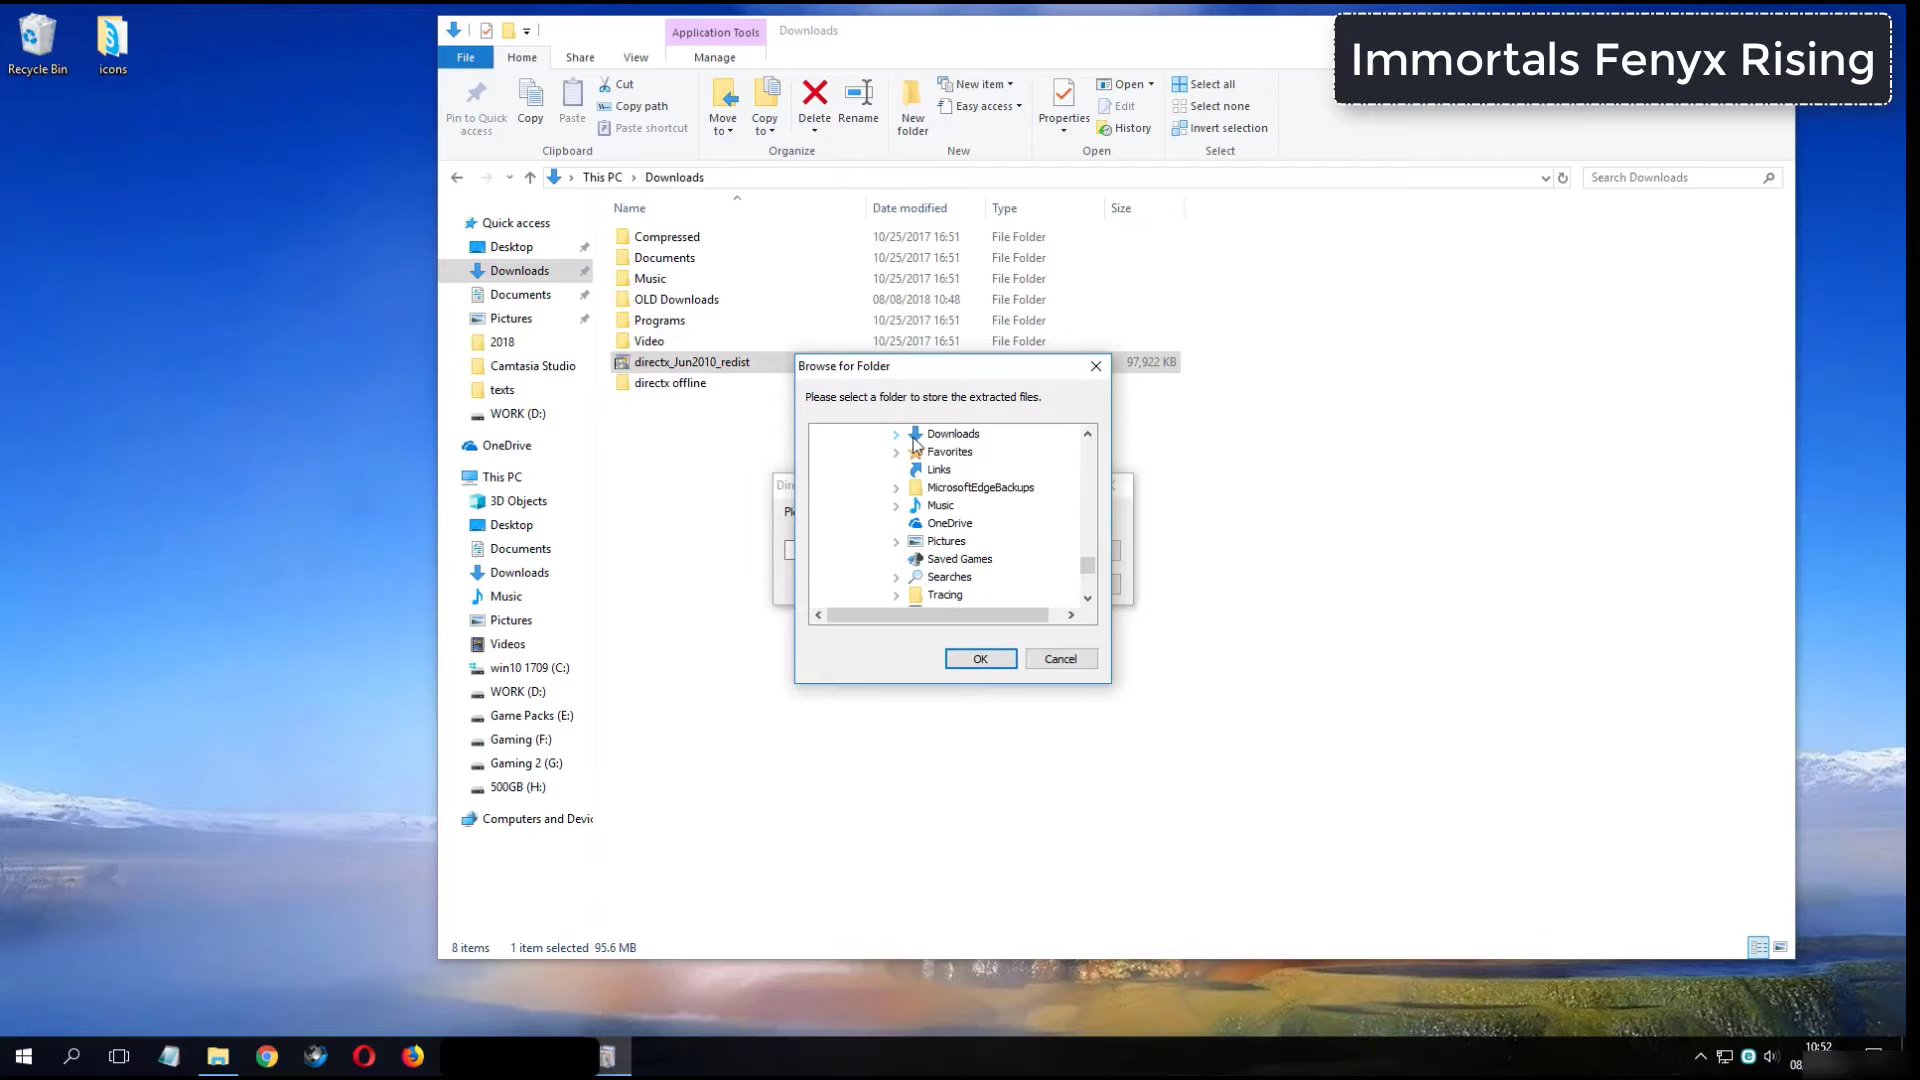 Immortals Fenyx Rising
Recycle Bin
icons
Application Tools
Downloads
File
Home
Share
View
Manage
Pin to Quick access
Copy
Paste
Cut
Copy path
Paste shortcut
Clipboard
Move to
Copy to
Delete
Rename
Organize
New folder
New item
Easy access
New
Properties
Open
Edit
History
Open
Select all
Select none
Invert selection
Select
This PC
Downloads
Search Downloads
Name
Date modified
Type
Size
Quick access
Desktop
Downloads
Documents
Pictures
2018
Camtasia Studio
texts
WORK (D:)
OneDrive
This PC
3D Objects
Desktop
Documents
Downloads
Music
Pictures
Videos
win10 1709 (C:)
WORK (D:)
Game Packs (E:)
Gaming (F:)
Gaming 2 (G:)
500GB (H:)
Computers and Devic
Compressed 10/25/2017 16:51 File Folder
Documents 10/25/2017 16:51 File Folder
Music 10/25/2017 16:51 File Folder
OLD Downloads 08/08/2018 10:48 File Folder
Programs 10/25/2017 16:51 File Folder
Video 10/25/2017 16:51 File Folder
directx_Jun2010_redist 97,922 KB
directx offline
Browse for Folder
Please select a folder to store the extracted files.
Downloads
Favorites
Links
MicrosoftEdgeBackups
Music
OneDrive
Pictures
Saved Games
Searches
Tracing
OK
Cancel
8 items
1 item selected 95.6 MB
10:52